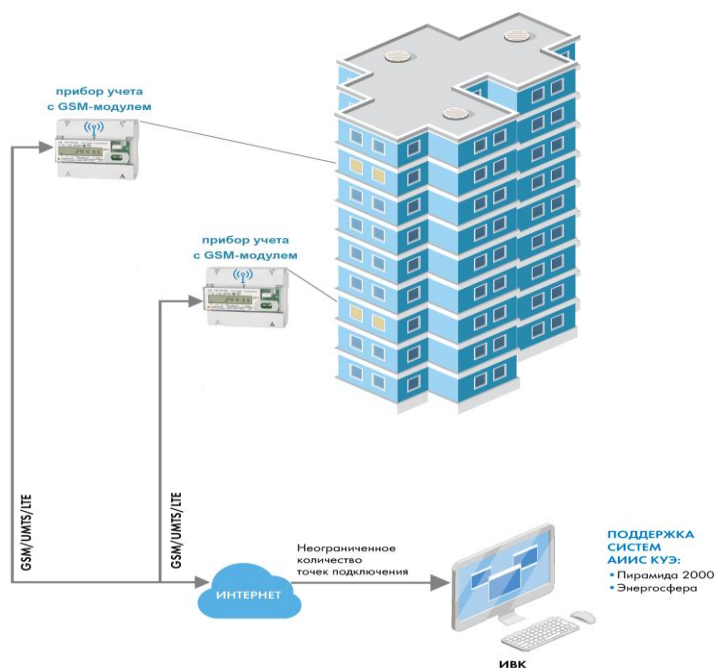 прибор учета
с GSM-модулем
прибор учета
с GSM-модулем
GSM/UMTS/LTE
GSM/UMTS/LTE
ИНТЕРНЕТ
Неограниченное
количество
точек подключения
ПОДДЕРЖКА
СИСТЕМ
АИИС КУЭ:
• Пирамида 2000
• Энергосфера
ИВК